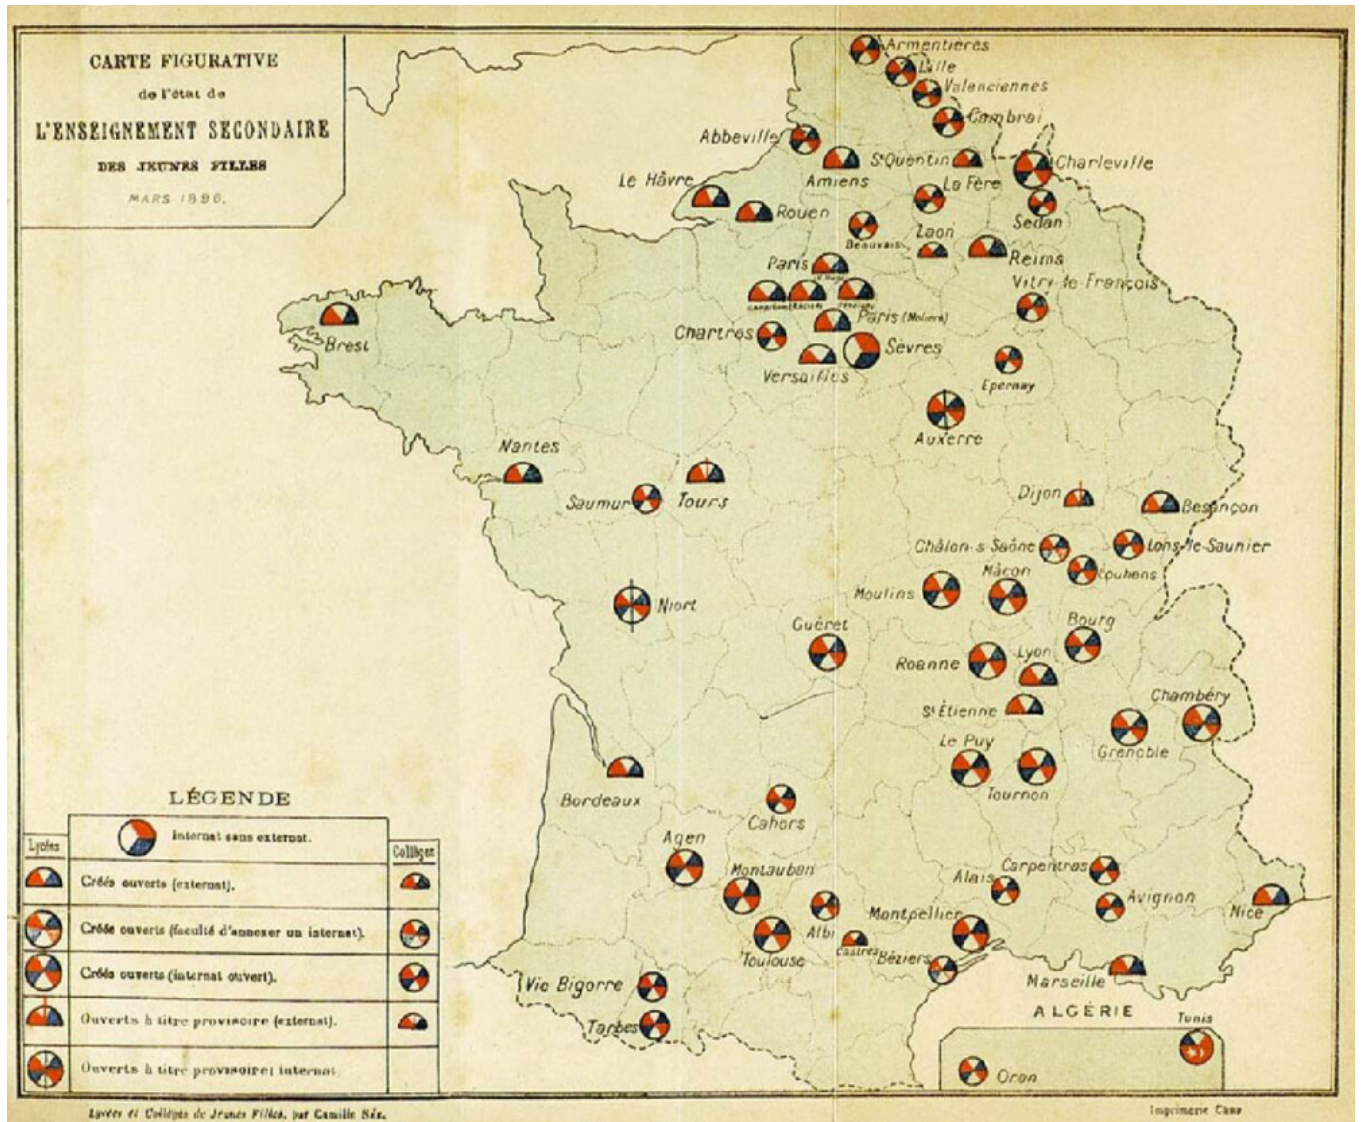 CARTE FIGURATIVE
de l'état de
L'ENSEIGNEMENT SECONDAIRE
DES JEUNES FILLES
MARS 1896.
Armentières
Lille
Valenciennes
Cambrai
Abbeville
Amiens
St Quentin
Charleville
La Fère
Sedan
Le Hâvre
Rouen
Beauvais
Laon
Reims
Paris
Vitry-le-François
Paris (Molière)
Chartres
Sèvres
Versailles
Epernay
Brest
Auxerre
Nantes
Saumur
Tours
Dijon
Besançon
Châlon-s-Saône
Lons-le-Saunier
Mâcon
Moulins
Niort
Guéret
Bourg
Roanne
Lyon
St Étienne
Chambéry
Grenoble
Le Puy
Tournon
Bordeaux
Cahors
Agen
Montauban
Carpentras
Alais
Avignon
Nice
Albi
Montpellier
Toulouse
Castres
Béziers
Marseille
Vic Bigorre
Tarbes
ALGÉRIE
Tunis
Oran
LÉGENDE
Lycées
Internat sans externat.
Collèges
Créés ouverts (externat).
Créés ouverts (faculté d'annexer un internat).
Créés ouverts (internat ouvert).
Ouverts à titre provisoire (externat).
Ouverts à titre provisoire ( internat.
Lycées et Collèges de Jeunes Filles, par Camille Sée.
Imprimerie